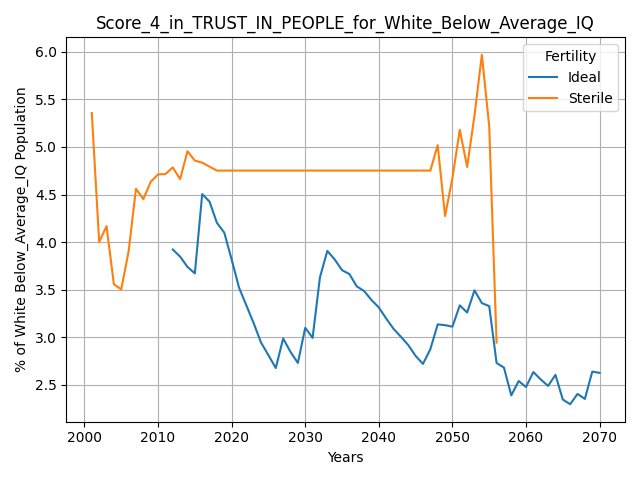 Score_4_in_TRUST_IN_PEOPLE_for_White_Below_Average_IQ
% of White Below_Average_IQ Population
6.0
5.5
5.0
4.5
4.0
3.5
3.0
2.5
Fertility
Ideal
Sterile
2000 2010 2020 2030 2040 2050 2060 2070
Years